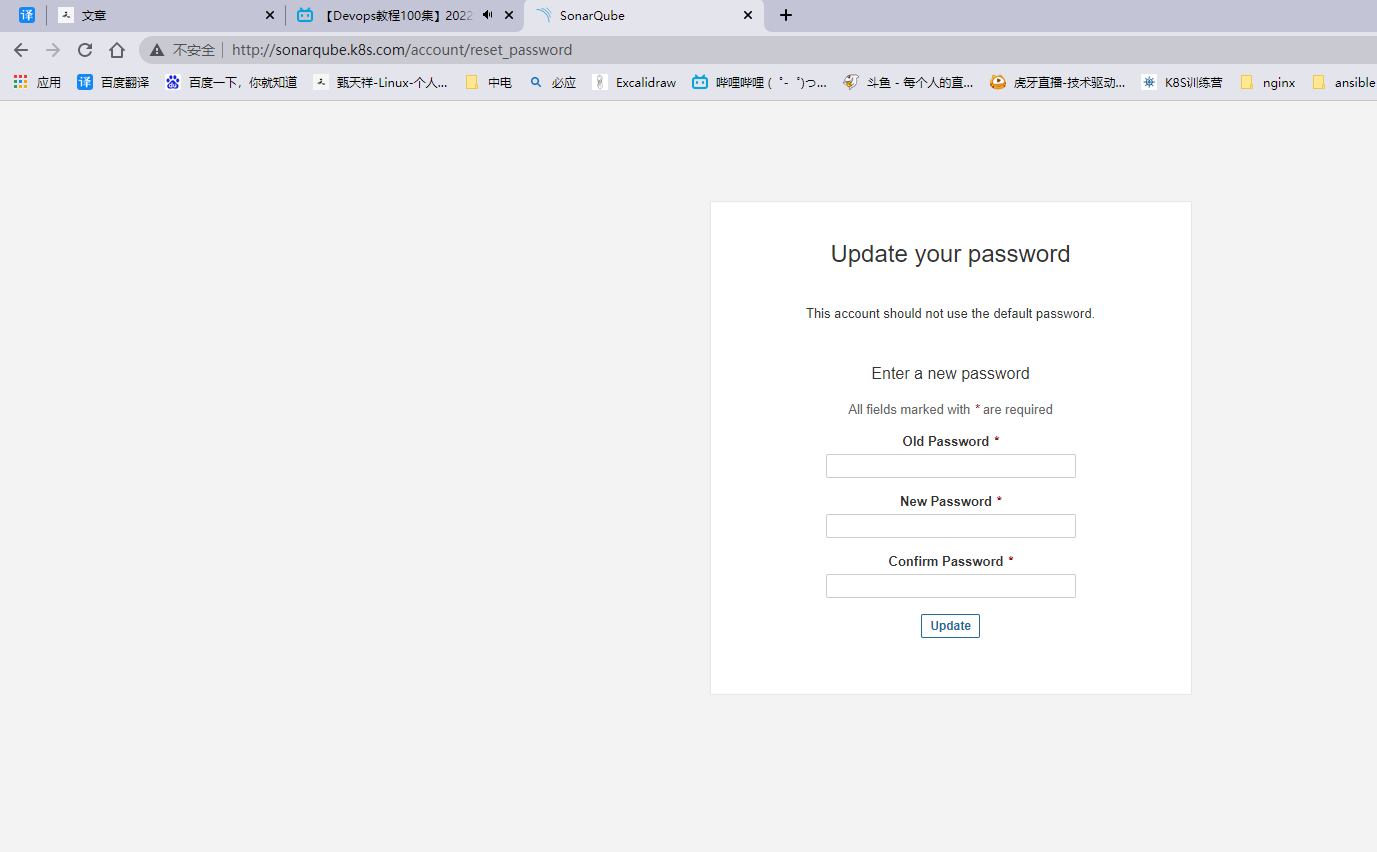 译 文章 【Devops教程100集】2022 SonarQube
不安全 http://sonarqube.k8s.com/account/reset_password
应用 译 百度翻译 百度一下，你就知道 甄天祥-Linux-个人... 中电 必应 Excalidraw 哔哩哔哩 (゜-゜)つ... 斗鱼 - 每个人的直... 虎牙直播-技术驱动... K8S训练营 nginx ansible
Update your password
This account should not use the default password.
Enter a new password
All fields marked with * are required
Old Password *
New Password *
Confirm Password *
Update